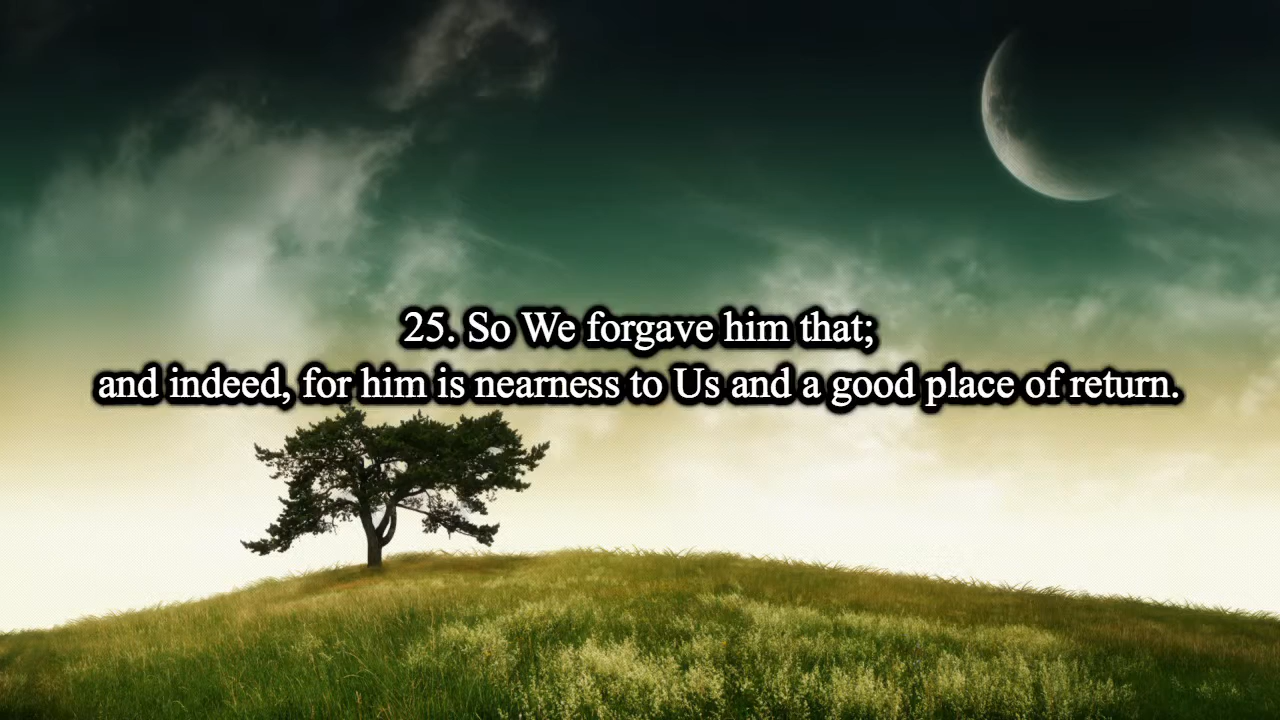 25. So We forgave him that;
and indeed, for him is nearness to Us and a good place of return.